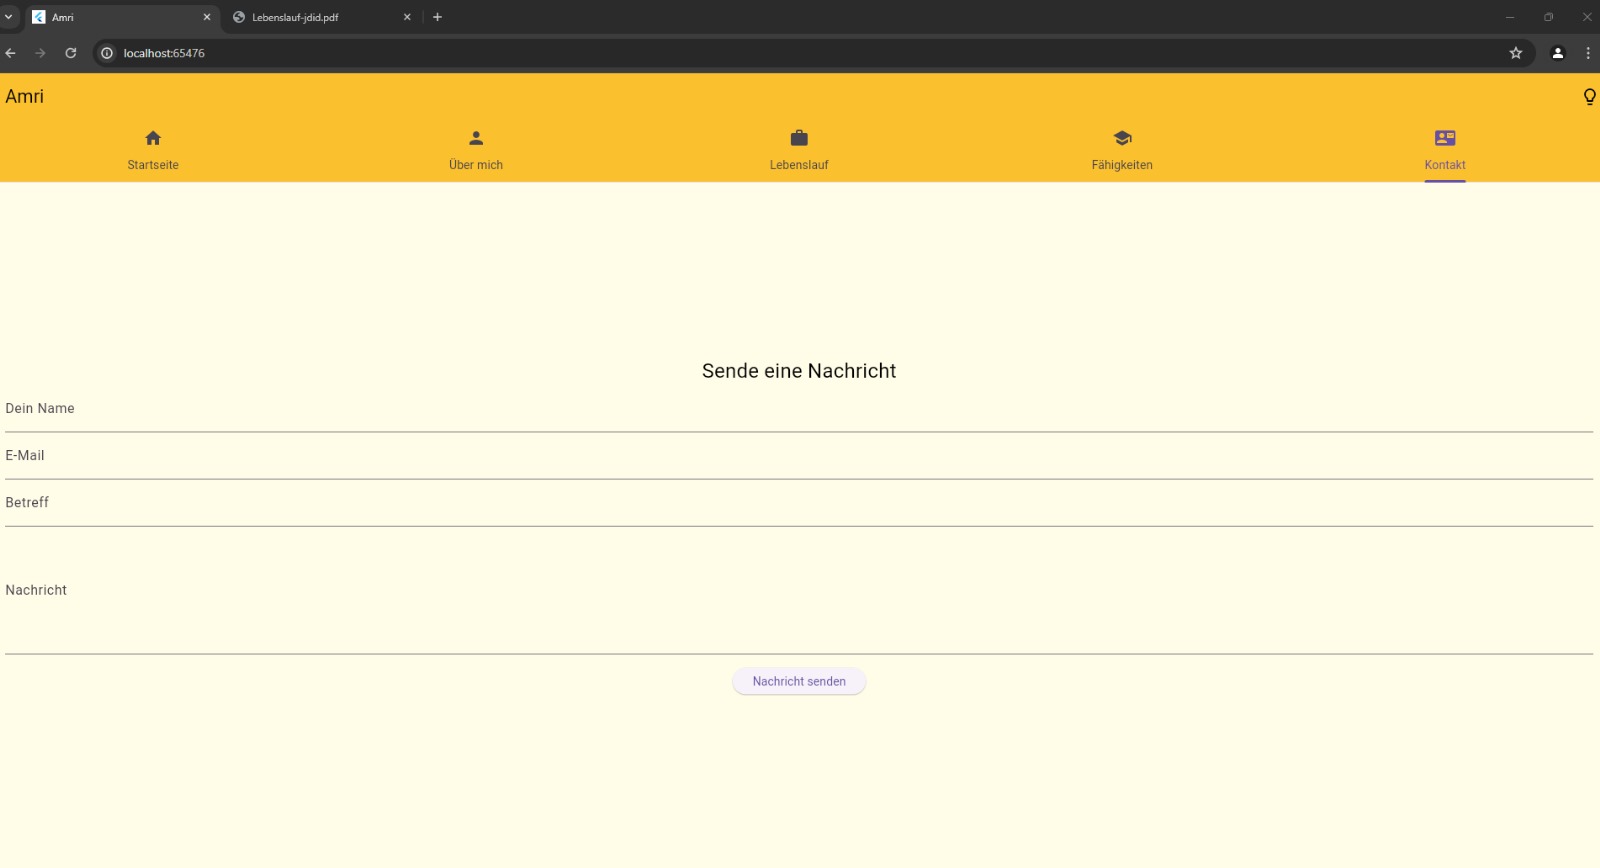 Amri
Lebenslauf-jdid.pdf
localhost:65476
Amri
Startseite
Über mich
Lebenslauf
Fähigkeiten
Kontakt
Sende eine Nachricht
Dein Name
E-Mail
Betreff
Nachricht
Nachricht senden